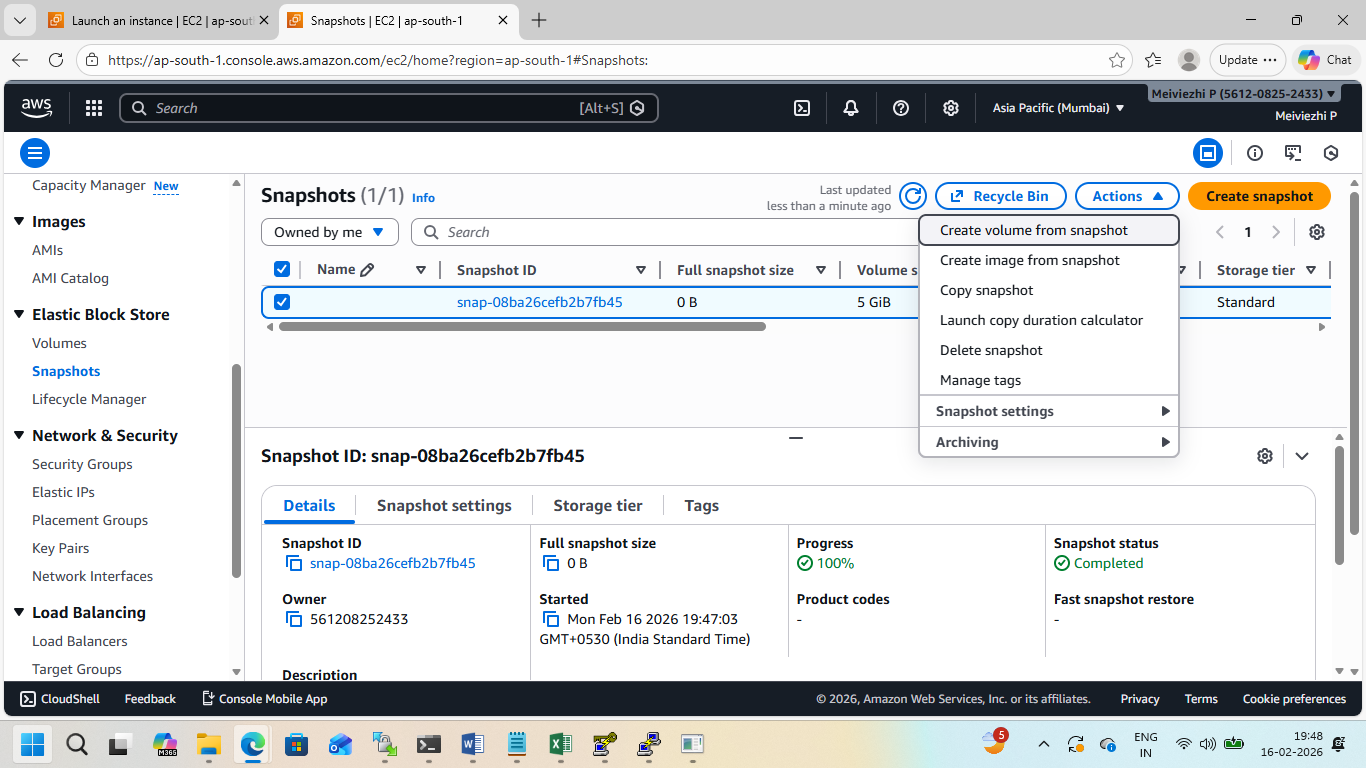 Launch an instance | EC2 | ap-sout
Snapshots | EC2 | ap-south-1
https://ap-south-1.console.aws.amazon.com/ec2/home?region=ap-south-1#Snapshots:
Update
Chat
aws
Search
[Alt+S]
Asia Pacific (Mumbai)
Meiviezhi P (5612-0825-2433)
Meiviezhi P
Capacity Manager New
Images
AMIs
AMI Catalog
Elastic Block Store
Volumes
Snapshots
Lifecycle Manager
Network & Security
Security Groups
Elastic IPs
Placement Groups
Key Pairs
Network Interfaces
Load Balancing
Load Balancers
Target Groups
Snapshots (1/1) Info
Last updated
less than a minute ago
Recycle Bin
Actions
Create snapshot
Owned by me
Search
1
Name
Snapshot ID
Full snapshot size
Volume s
Storage tier
snap-08ba26cefb2b7fb45
0 B
5 GiB
Standard
Create volume from snapshot
Create image from snapshot
Copy snapshot
Launch copy duration calculator
Delete snapshot
Manage tags
Snapshot settings
Archiving
Snapshot ID: snap-08ba26cefb2b7fb45
Details
Snapshot settings
Storage tier
Tags
Snapshot ID
snap-08ba26cefb2b7fb45
Full snapshot size
0 B
Progress
100%
Snapshot status
Completed
Owner
561208252433
Started
Mon Feb 16 2026 19:47:03
GMT+0530 (India Standard Time)
Product codes
-
Fast snapshot restore
-
Description
CloudShell
Feedback
Console Mobile App
© 2026, Amazon Web Services, Inc. or its affiliates.
Privacy
Terms
Cookie preferences
M365
5
ENG
IN
19:48
16-02-2026